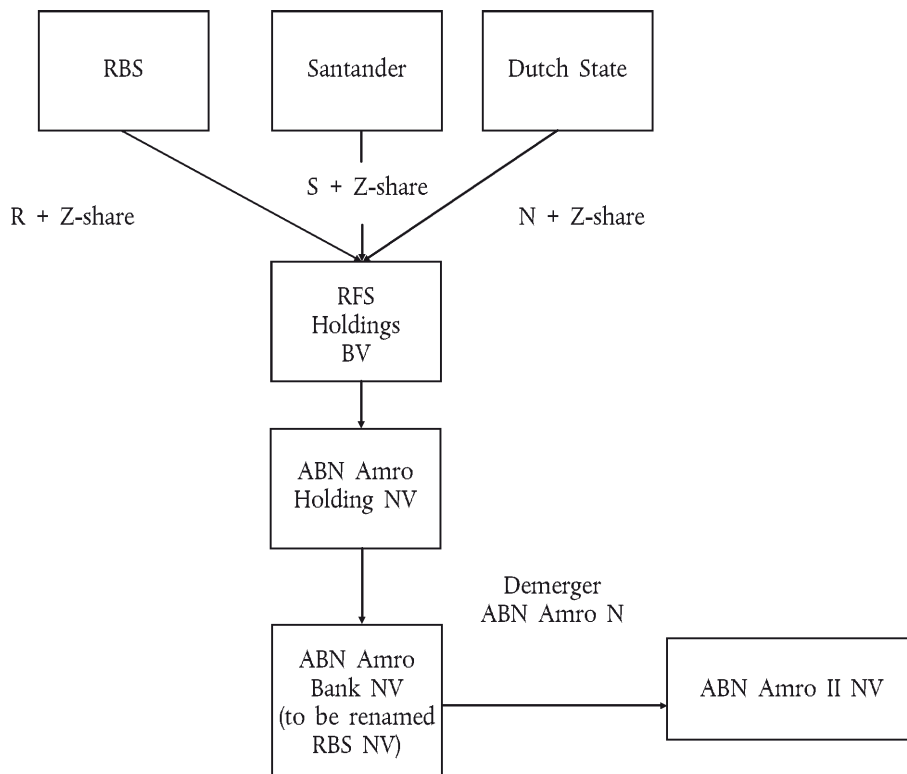 RBS
Santander
Dutch State
S + Z-share
R + Z-share
N + Z-share
RFS
Holdings
BV
ABN Amro
Holding NV
Demerger
ABN Amro N
ABN Amro
Bank NV
(to be renamed
RBS NV)
ABN Amro II NV